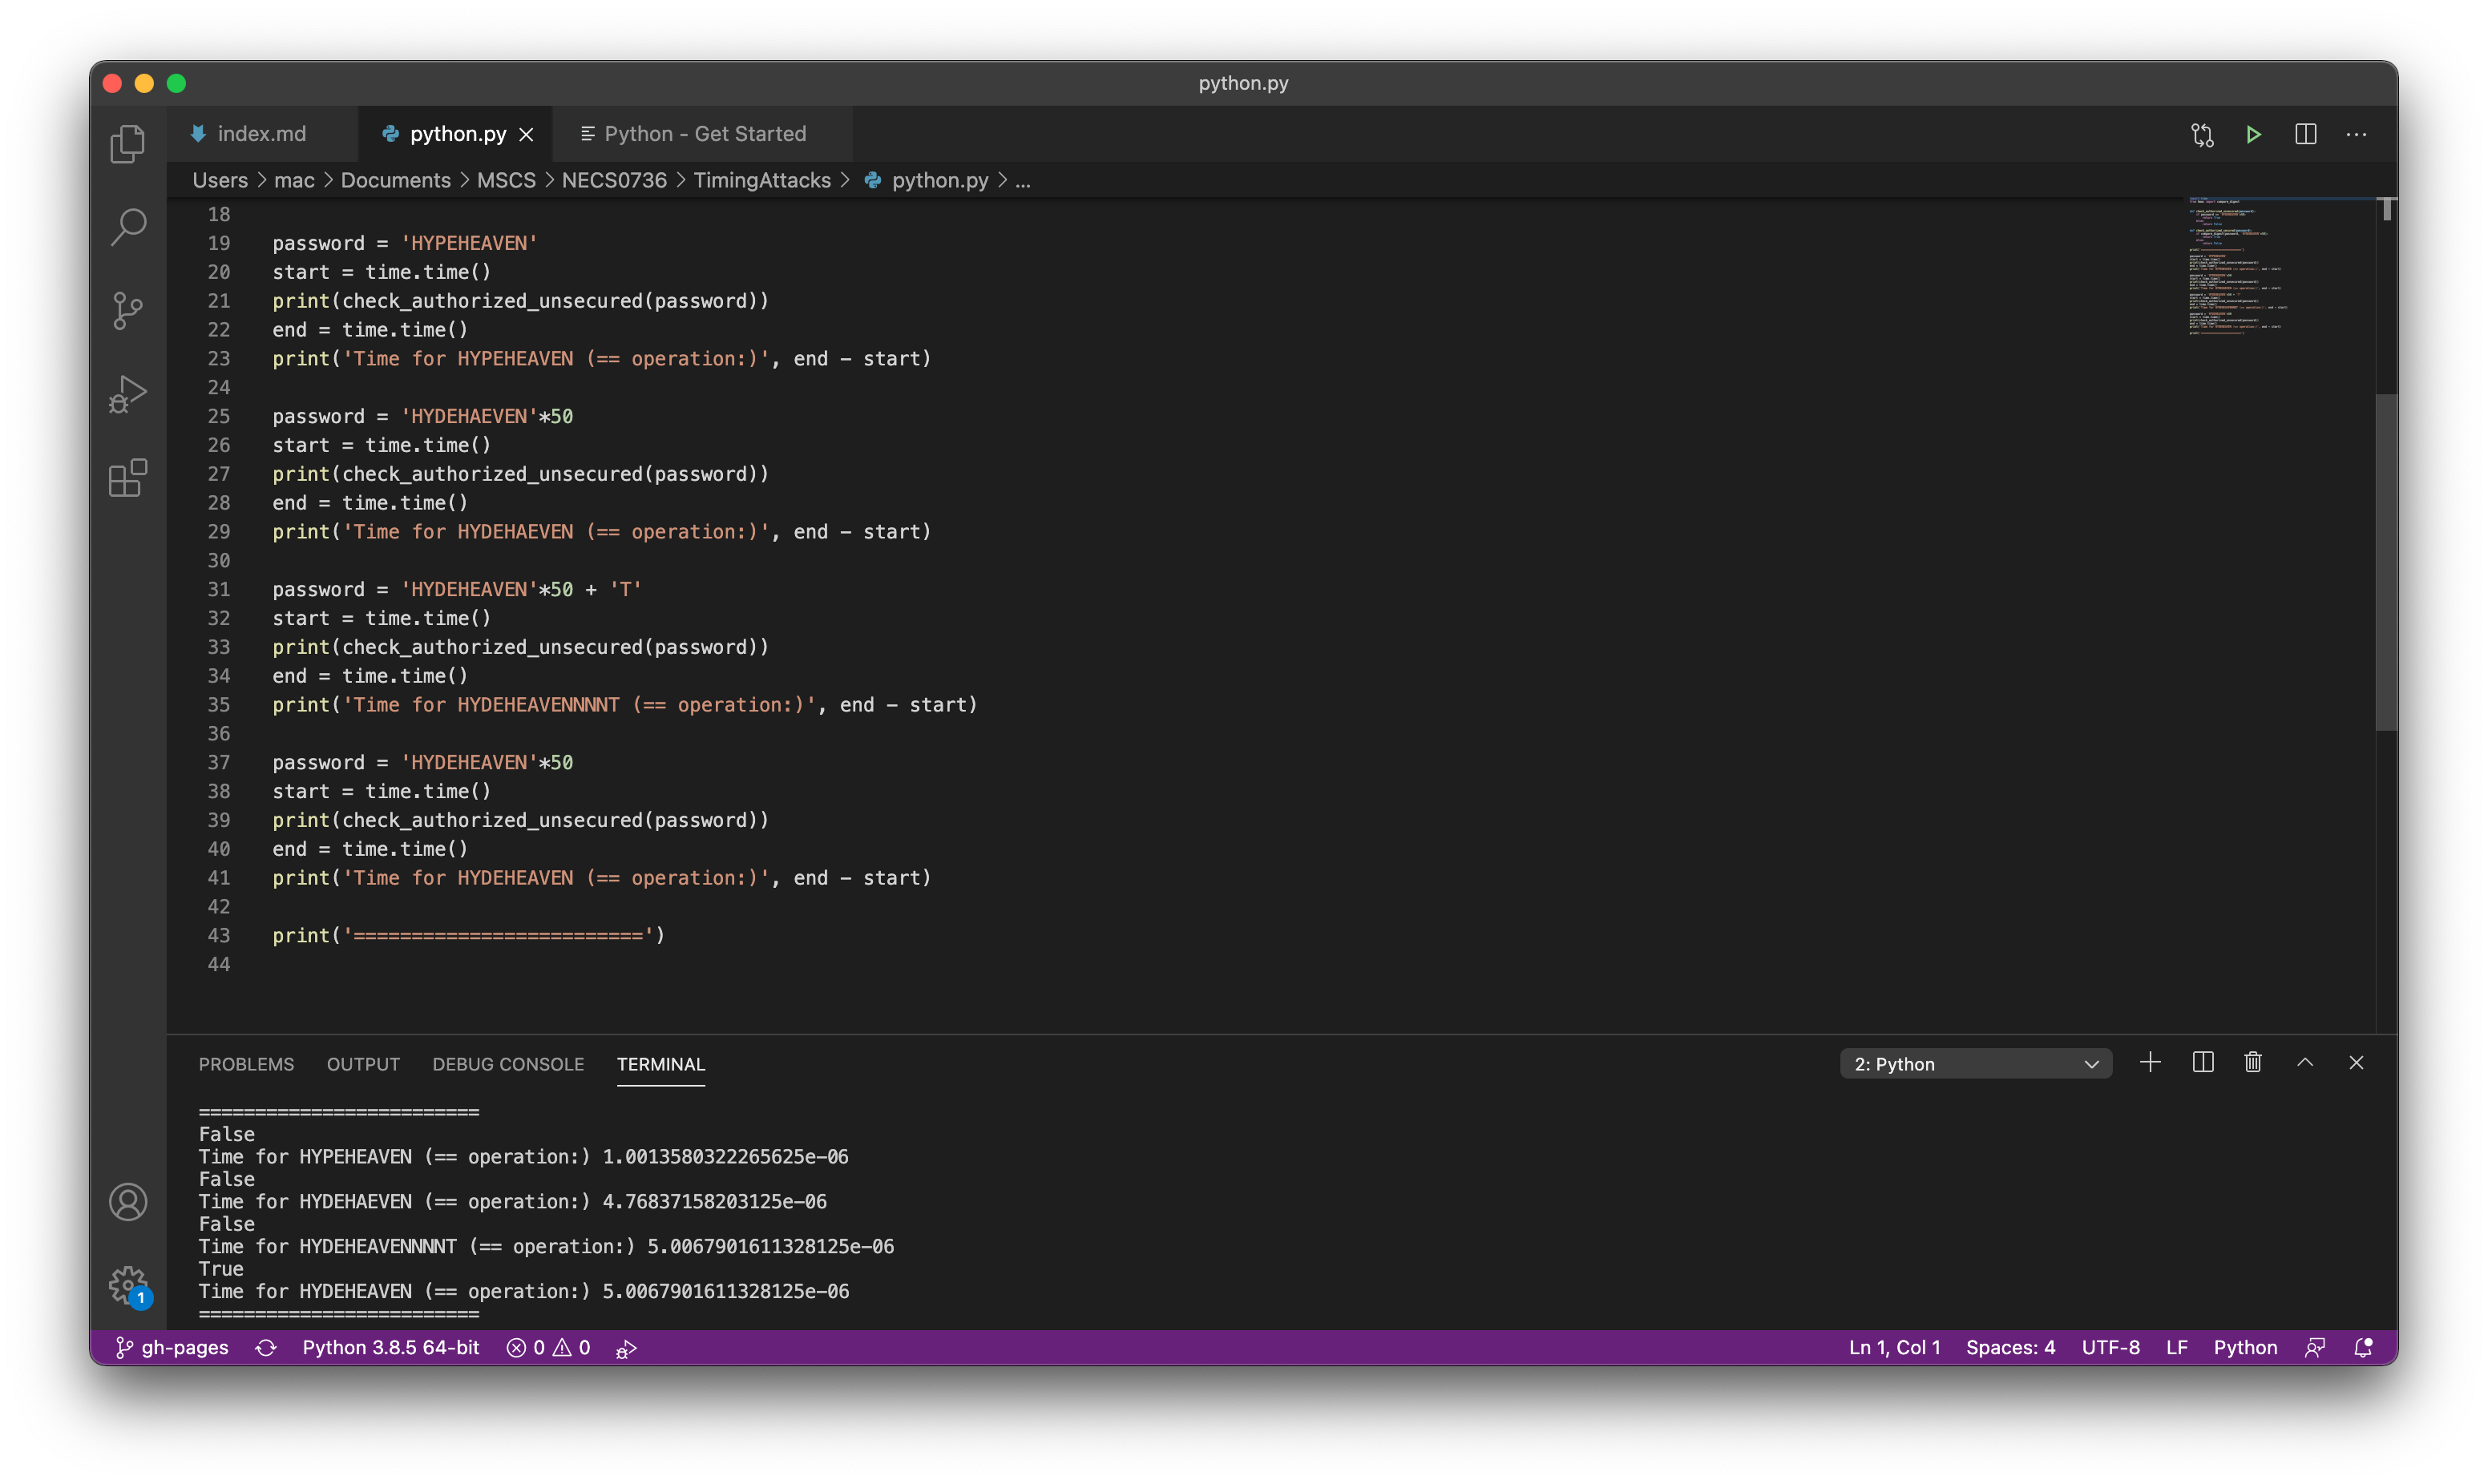 python.py
index.md
python.py
Python - Get Started
Users > mac > Documents > MSCS > NECS0736 > TimingAttacks > python.py > ...
18
19 password = 'HYPEHEAVEN'
20 start = time.time()
21 print(check_authorized_unsecured(password))
22 end = time.time()
23 print('Time for HYPEHEAVEN (== operation:)', end - start)
24
25 password = 'HYDEHAEVEN'*50
26 start = time.time()
27 print(check_authorized_unsecured(password))
28 end = time.time()
29 print('Time for HYDEHAEVEN (== operation:)', end - start)
30
31 password = 'HYDEHEAVEN'*50 + 'T'
32 start = time.time()
33 print(check_authorized_unsecured(password))
34 end = time.time()
35 print('Time for HYDEHEAVENNNNT (== operation:)', end - start)
36
37 password = 'HYDEHEAVEN'*50
38 start = time.time()
39 print(check_authorized_unsecured(password))
40 end = time.time()
41 print('Time for HYDEHEAVEN (== operation:)', end - start)
42
43 print('=========================')
44
PROBLEMS OUTPUT DEBUG CONSOLE TERMINAL 2: Python
=========================
False
Time for HYPEHEAVEN (== operation:) 1.0013580322265625e-06
False
Time for HYDEHAEVEN (== operation:) 4.76837158203125e-06
False
Time for HYDEHEAVENNNNT (== operation:) 5.0067901611328125e-06
True
Time for HYDEHEAVEN (== operation:) 5.0067901611328125e-06
=========================
1
gh-pages Python 3.8.5 64-bit 0 0 Ln 1, Col 1 Spaces: 4 UTF-8 LF Python